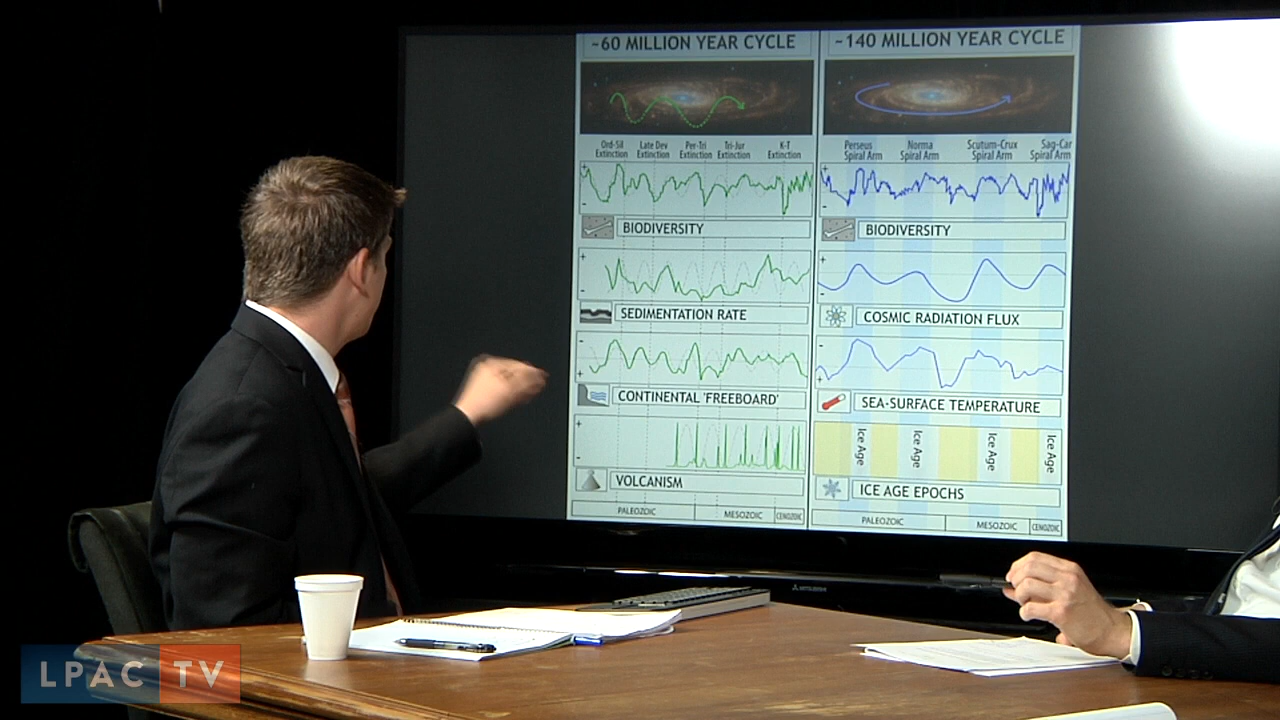 ~60 MILLION YEAR CYCLE
~140 MILLION YEAR CYCLE
Ord-Sil Extinction
Late Dev Extinction
Per-Tri Extinction
Tri-Jur Extinction
K-T Extinction
Perseus Spiral Arm
Norma Spiral Arm
Scutum-Crux Spiral Arm
Sag-Car Spiral Arm
+
-
+
-
BIODIVERSITY
BIODIVERSITY
+
-
+
-
SEDIMENTATION RATE
COSMIC RADIATION FLUX
-
+
-
+
CONTINENTAL 'FREEBOARD'
SEA-SURFACE TEMPERATURE
+
-
Ice Age
Ice Age
Ice Age
Ice Age
VOLCANISM
ICE AGE EPOCHS
PALEOZOIC
MESOZOIC
CENOZOIC
PALEOZOIC
MESOZOIC
CENOZOIC
MITSUBISHI
LPAC TV